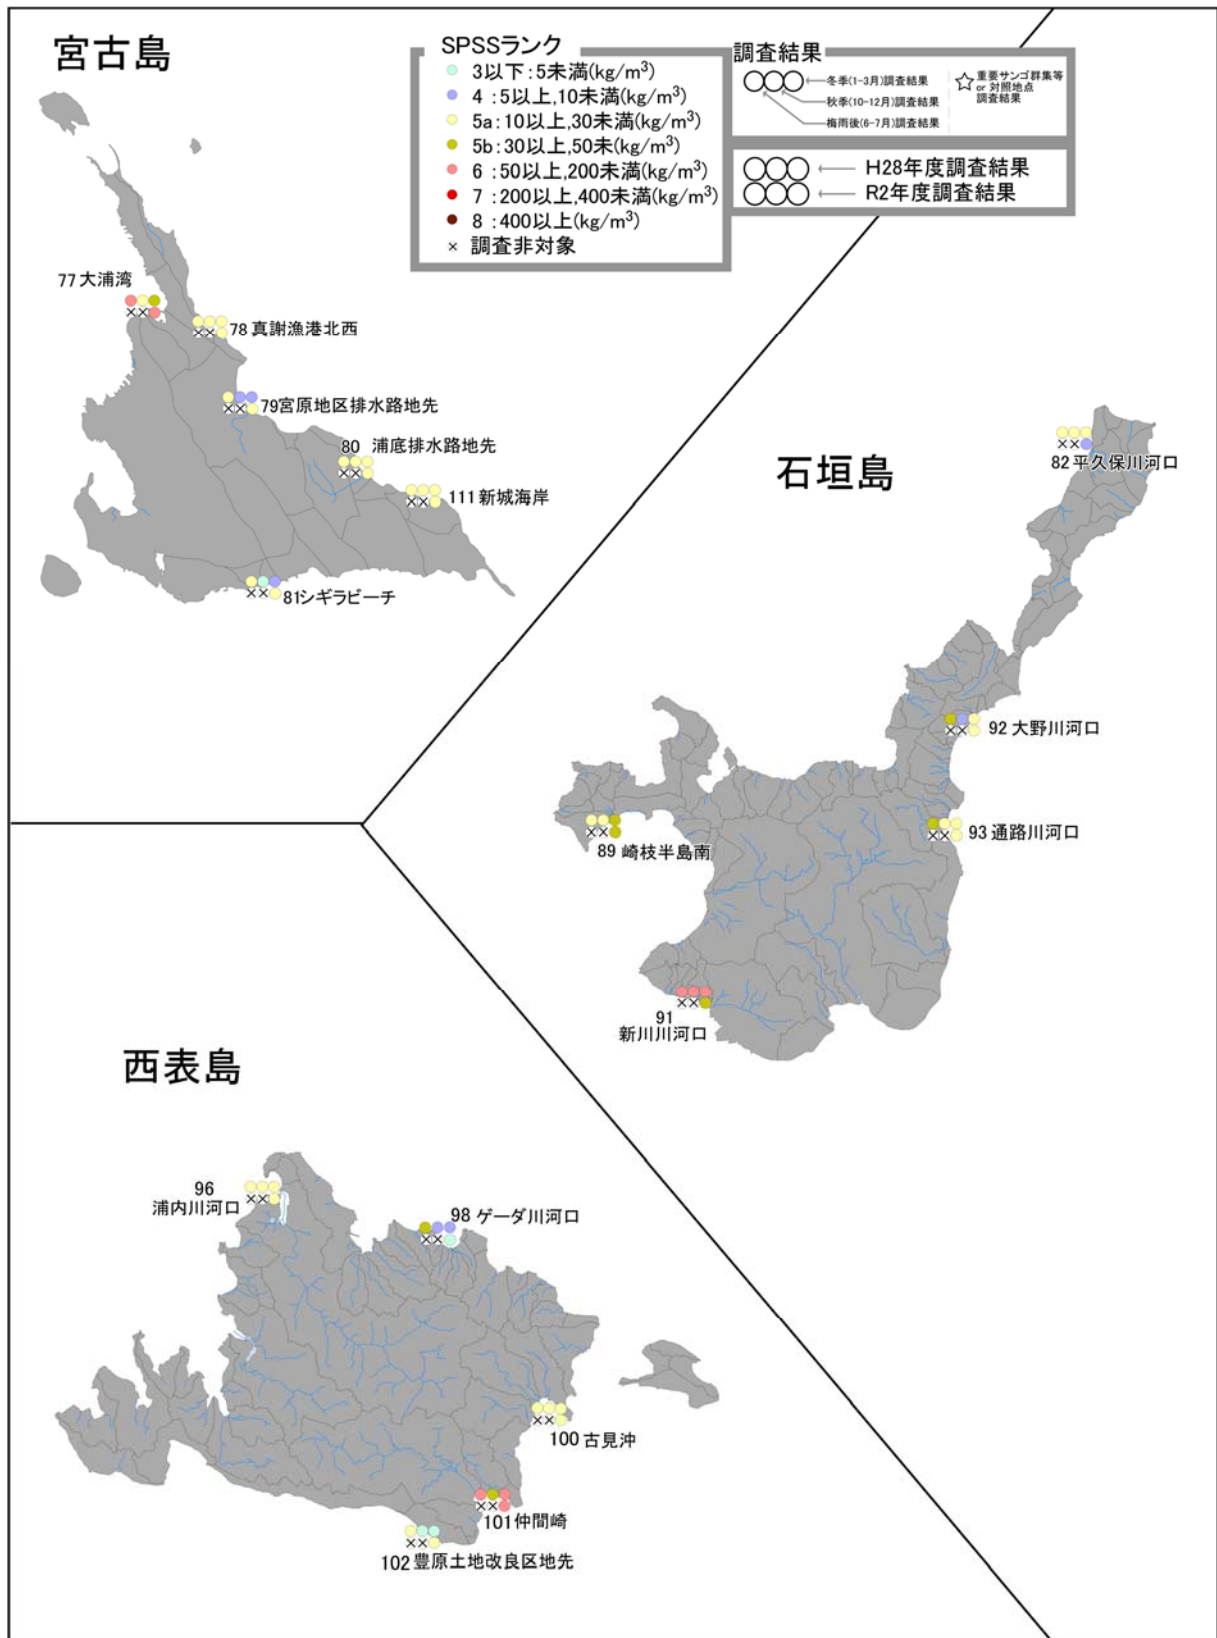 宮古島
SPSSランク
3以下:5未満(kg/m³)
4 :5以上,10未満(kg/m³)
5a:10以上,30未満(kg/m³)
5b:30以上,50未(kg/m³)
6 :50以上,200未満(kg/m³)
7 :200以上,400未満(kg/m³)
8 :400以上(kg/m³)
× 調査非対象
調査結果
冬季(1-3月)調査結果
秋季(10-12月)調査結果
梅雨後(6-7月)調査結果
重要サンゴ群集等
or 対照地点
調査結果
H28年度調査結果
R2年度調査結果
77 大浦湾
78 真謝漁港北西
79宮原地区排水路地先
80 浦底排水路地先
111 新城海岸
81シギラビーチ
石垣島
82 平久保川河口
92 大野川河口
93 通路川河口
89 崎枝半島南
91
新川川河口
西表島
96
浦内川河口
98 ゲーダ川河口
100 古見沖
101仲間崎
102 豊原土地改良区地先